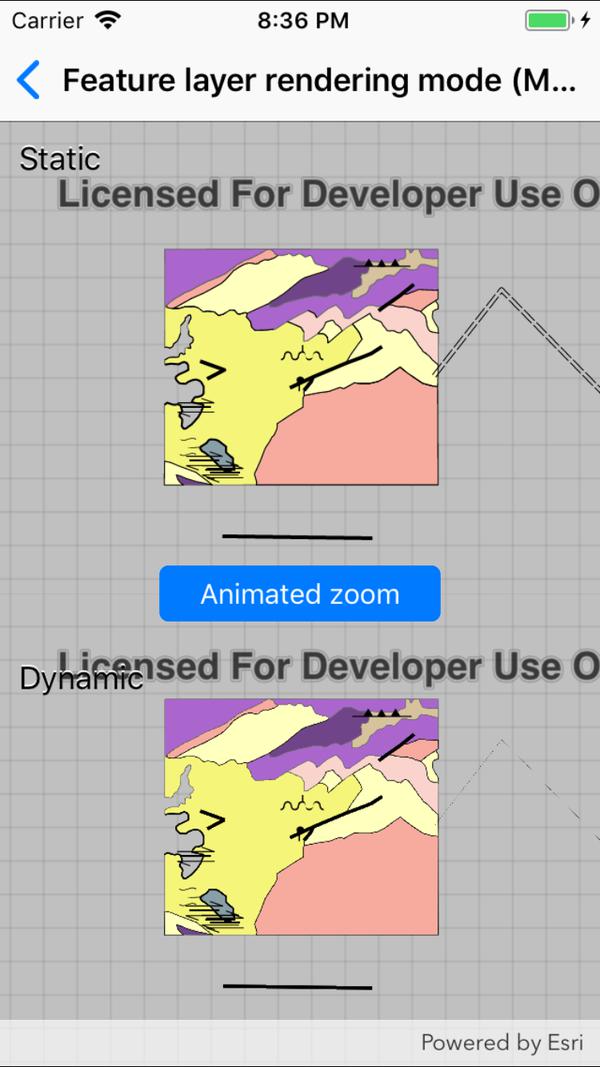 Carrier 8:36 PM
Feature layer rendering mode (M...
Static
Licensed For Developer Use O
Animated zoom
Licensed For Developer Use O
Dynamic
Powered by Esri